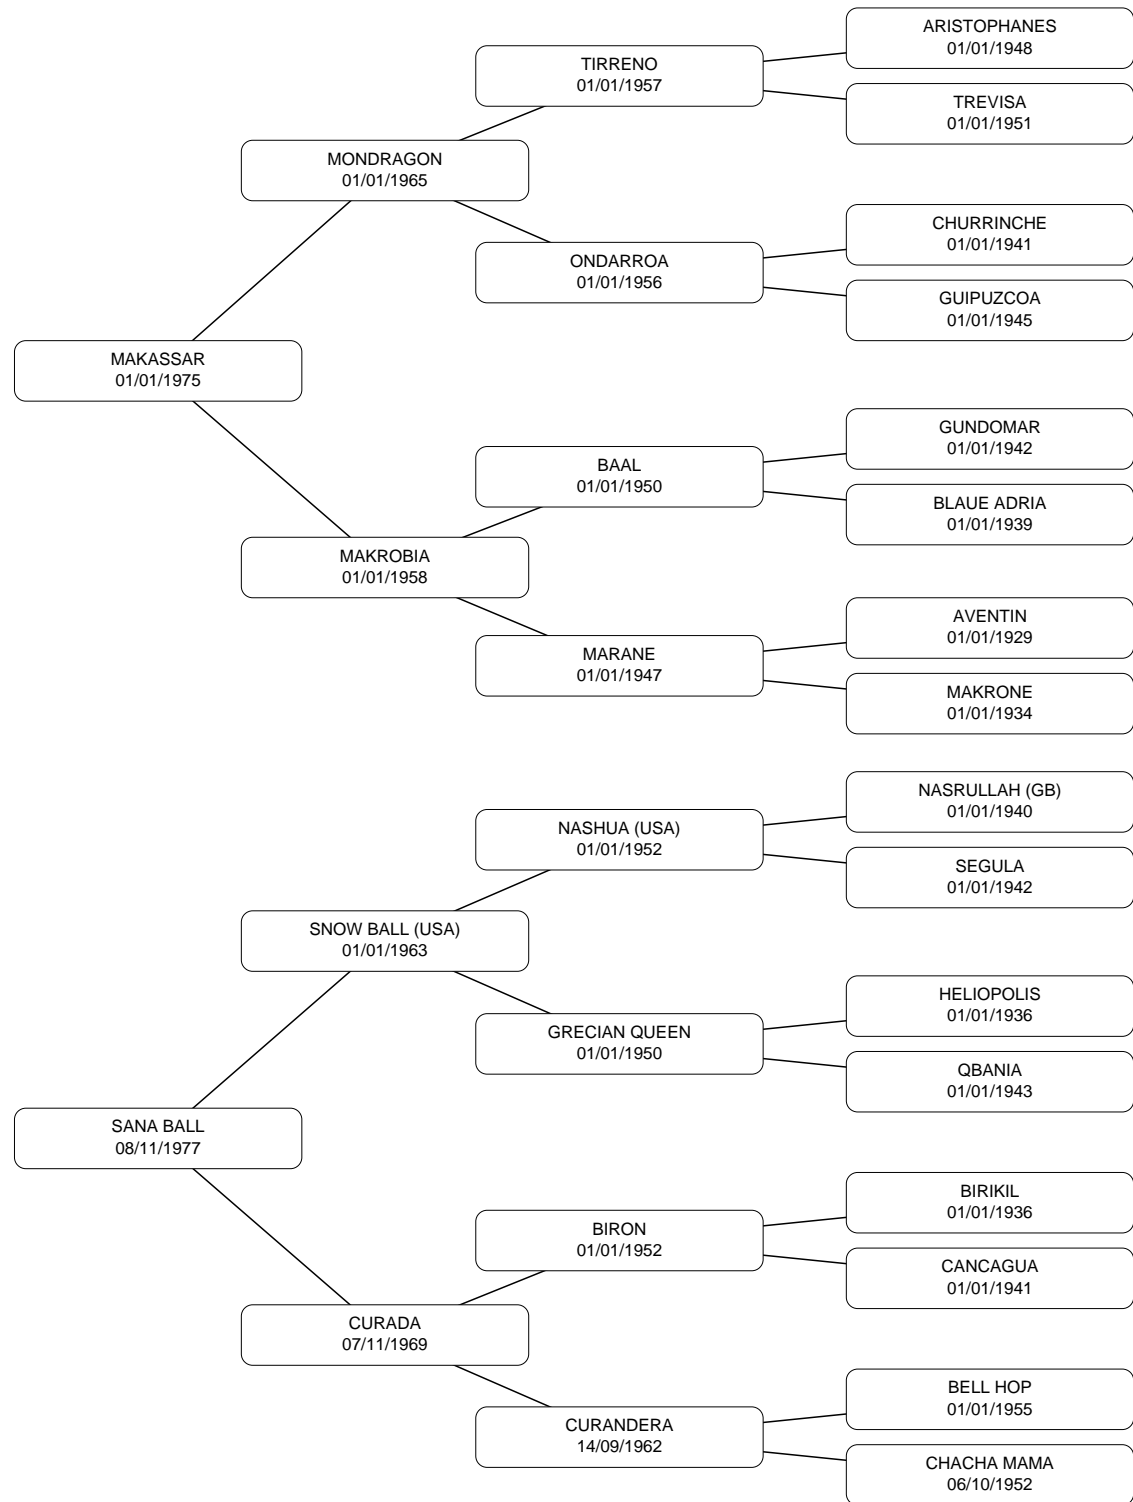 ARISTOPHANES
01/01/1948
TIRRENO
01/01/1957
TREVISA
01/01/1951
MONDRAGON
01/01/1965
CHURRINCHE
01/01/1941
ONDARROA
01/01/1956
GUIPUZCOA
01/01/1945
MAKASSAR
01/01/1975
GUNDOMAR
01/01/1942
BAAL
01/01/1950
BLAUE ADRIA
01/01/1939
MAKROBIA
01/01/1958
AVENTIN
01/01/1929
MARANE
01/01/1947
MAKRONE
01/01/1934
NASRULLAH (GB)
01/01/1940
NASHUA (USA)
01/01/1952
SEGULA
01/01/1942
SNOW BALL (USA)
01/01/1963
HELIOPOLIS
01/01/1936
GRECIAN QUEEN
01/01/1950
QBANIA
01/01/1943
SANA BALL
08/11/1977
BIRIKIL
01/01/1936
BIRON
01/01/1952
CANCAGUA
01/01/1941
CURADA
07/11/1969
BELL HOP
01/01/1955
CURANDERA
14/09/1962
CHACHA MAMA
06/10/1952